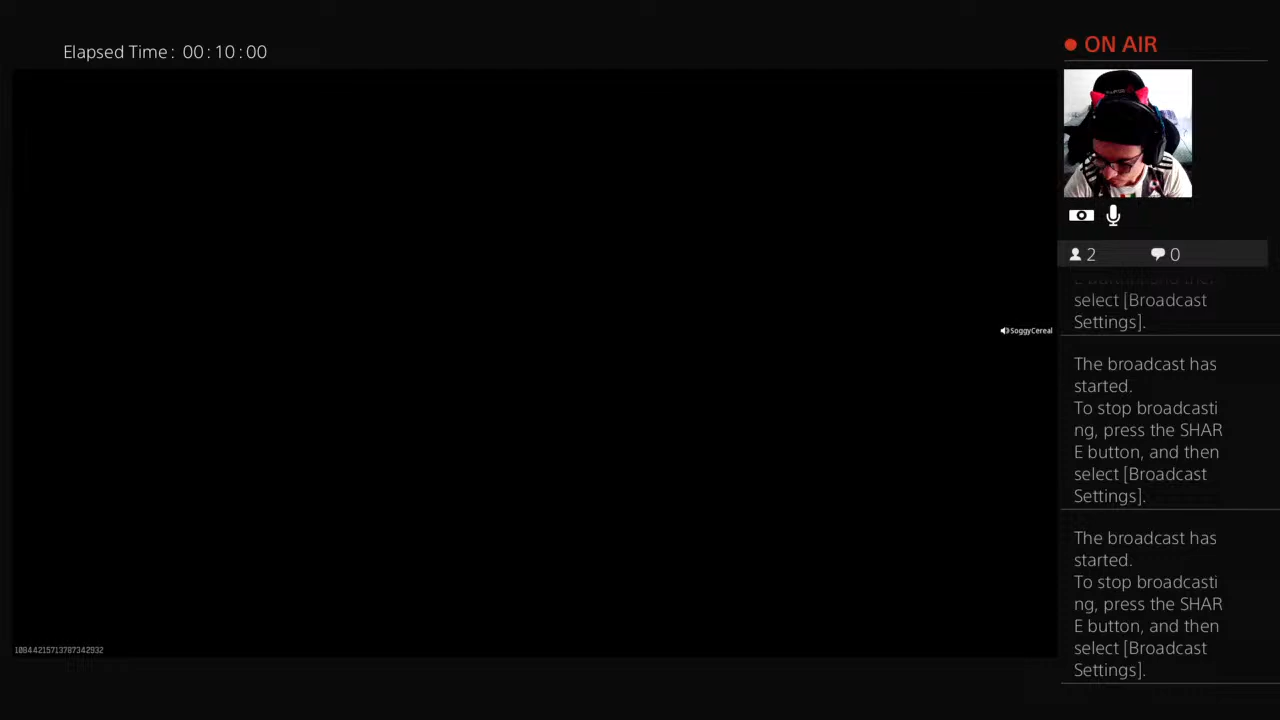 Elapsed Time: 00:10:00
ON AIR
2 0
select [Broadcast
Settings].
SoggyCereal
The broadcast has
started.
To stop broadcasti
ng, press the SHAR
E button, and then
select [Broadcast
Settings].
The broadcast has
started.
To stop broadcasti
ng, press the SHAR
E button, and then
select [Broadcast
Settings].